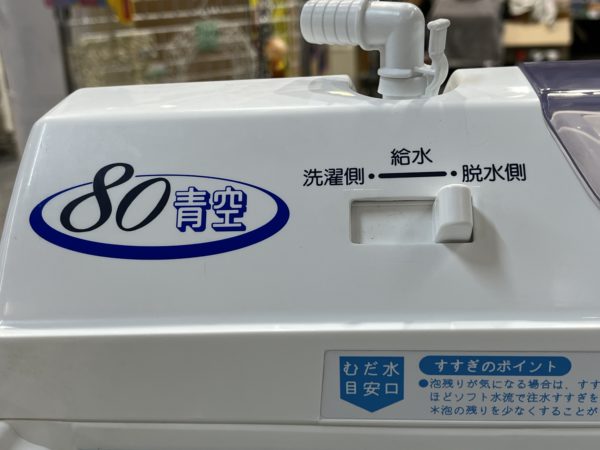 80青空
給水
洗濯側・━・脱水側
むだ水
目安口
すすぎのポイント
●泡残りが気になる場合は、すす
ほどソフト水流で注水すすぎを
＊泡の残りを少なくすることが